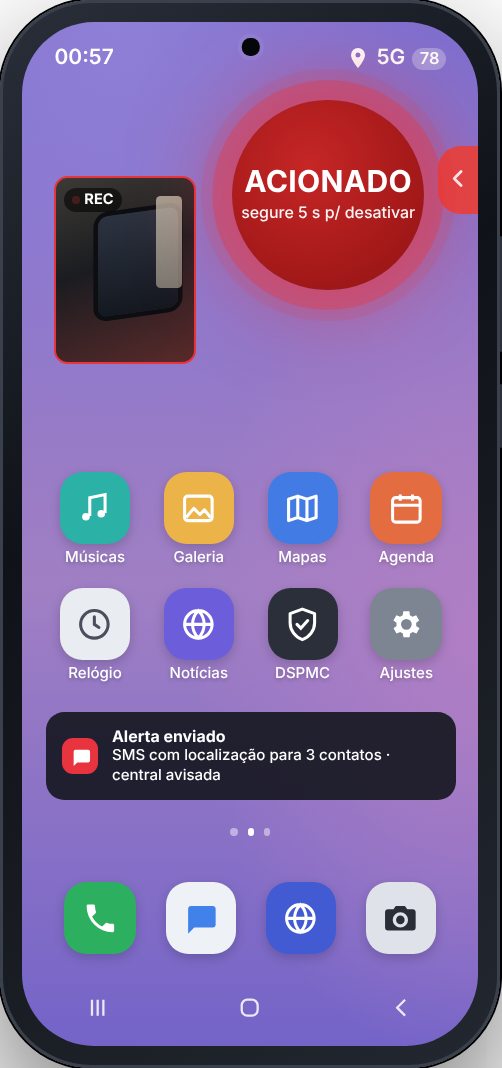 00:57
5G 78
ACIONADO
segure 5 s p/ desativar
REC
Músicas Galeria Mapas Agenda
Relógio Notícias DSPMC Ajustes
Alerta enviado
SMS com localização para 3 contatos ·
central avisada